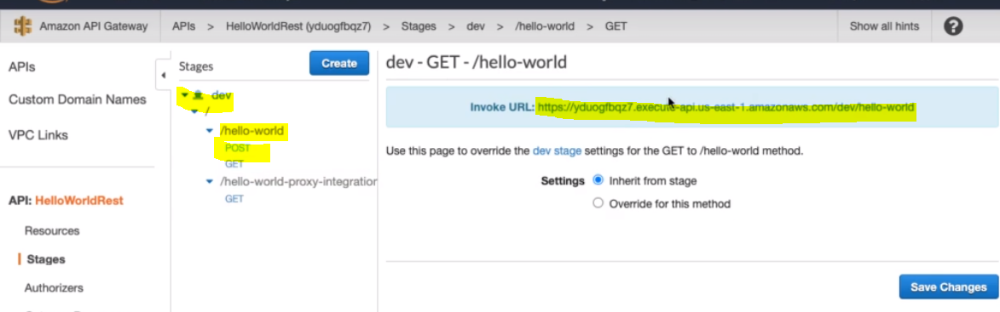 Amazon API Gateway APIs > HelloWorldRest (yduogfbqz7) > Stages > dev > /hello-world > GET Show all hints ?
APIs
Custom Domain Names
VPC Links
API: HelloWorldRest
Resources
Stages
Authorizers
Stages Create
dev
/
/hello-world
POST
GET
/hello-world-proxy-integration
GET
dev - GET - /hello-world
Invoke URL: https://yduogfbqz7.execute-api.us-east-1.amazonaws.com/dev/hello-world
Use this page to override the dev stage settings for the GET to /hello-world method.
Settings Inherit from stage
Override for this method
Save Changes